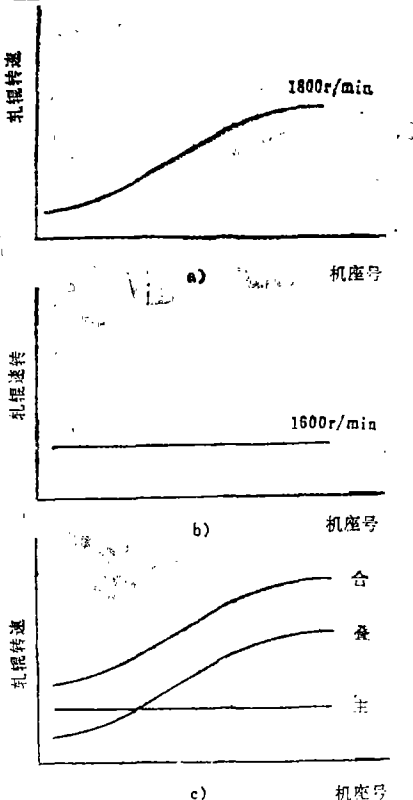 轧辊转速
1800r/min
a)
机座号
轧辊速转
1600r/min
b)
机座号
轧辊转速
合
叠
主
c)
机座号